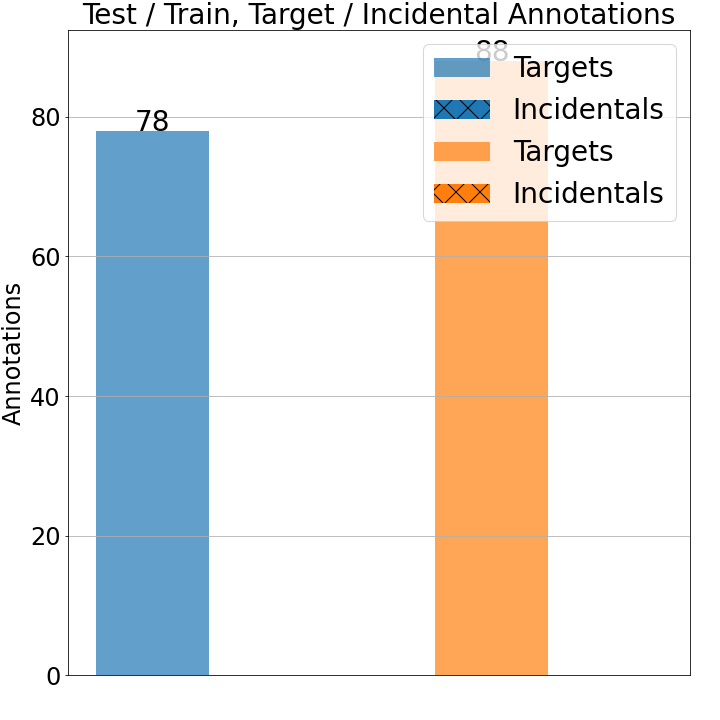 Test / Train, Target / Incidental Annotations
88
78
Targets
Incidentals
Targets
Incidentals
Annotations
80
60
40
20
0